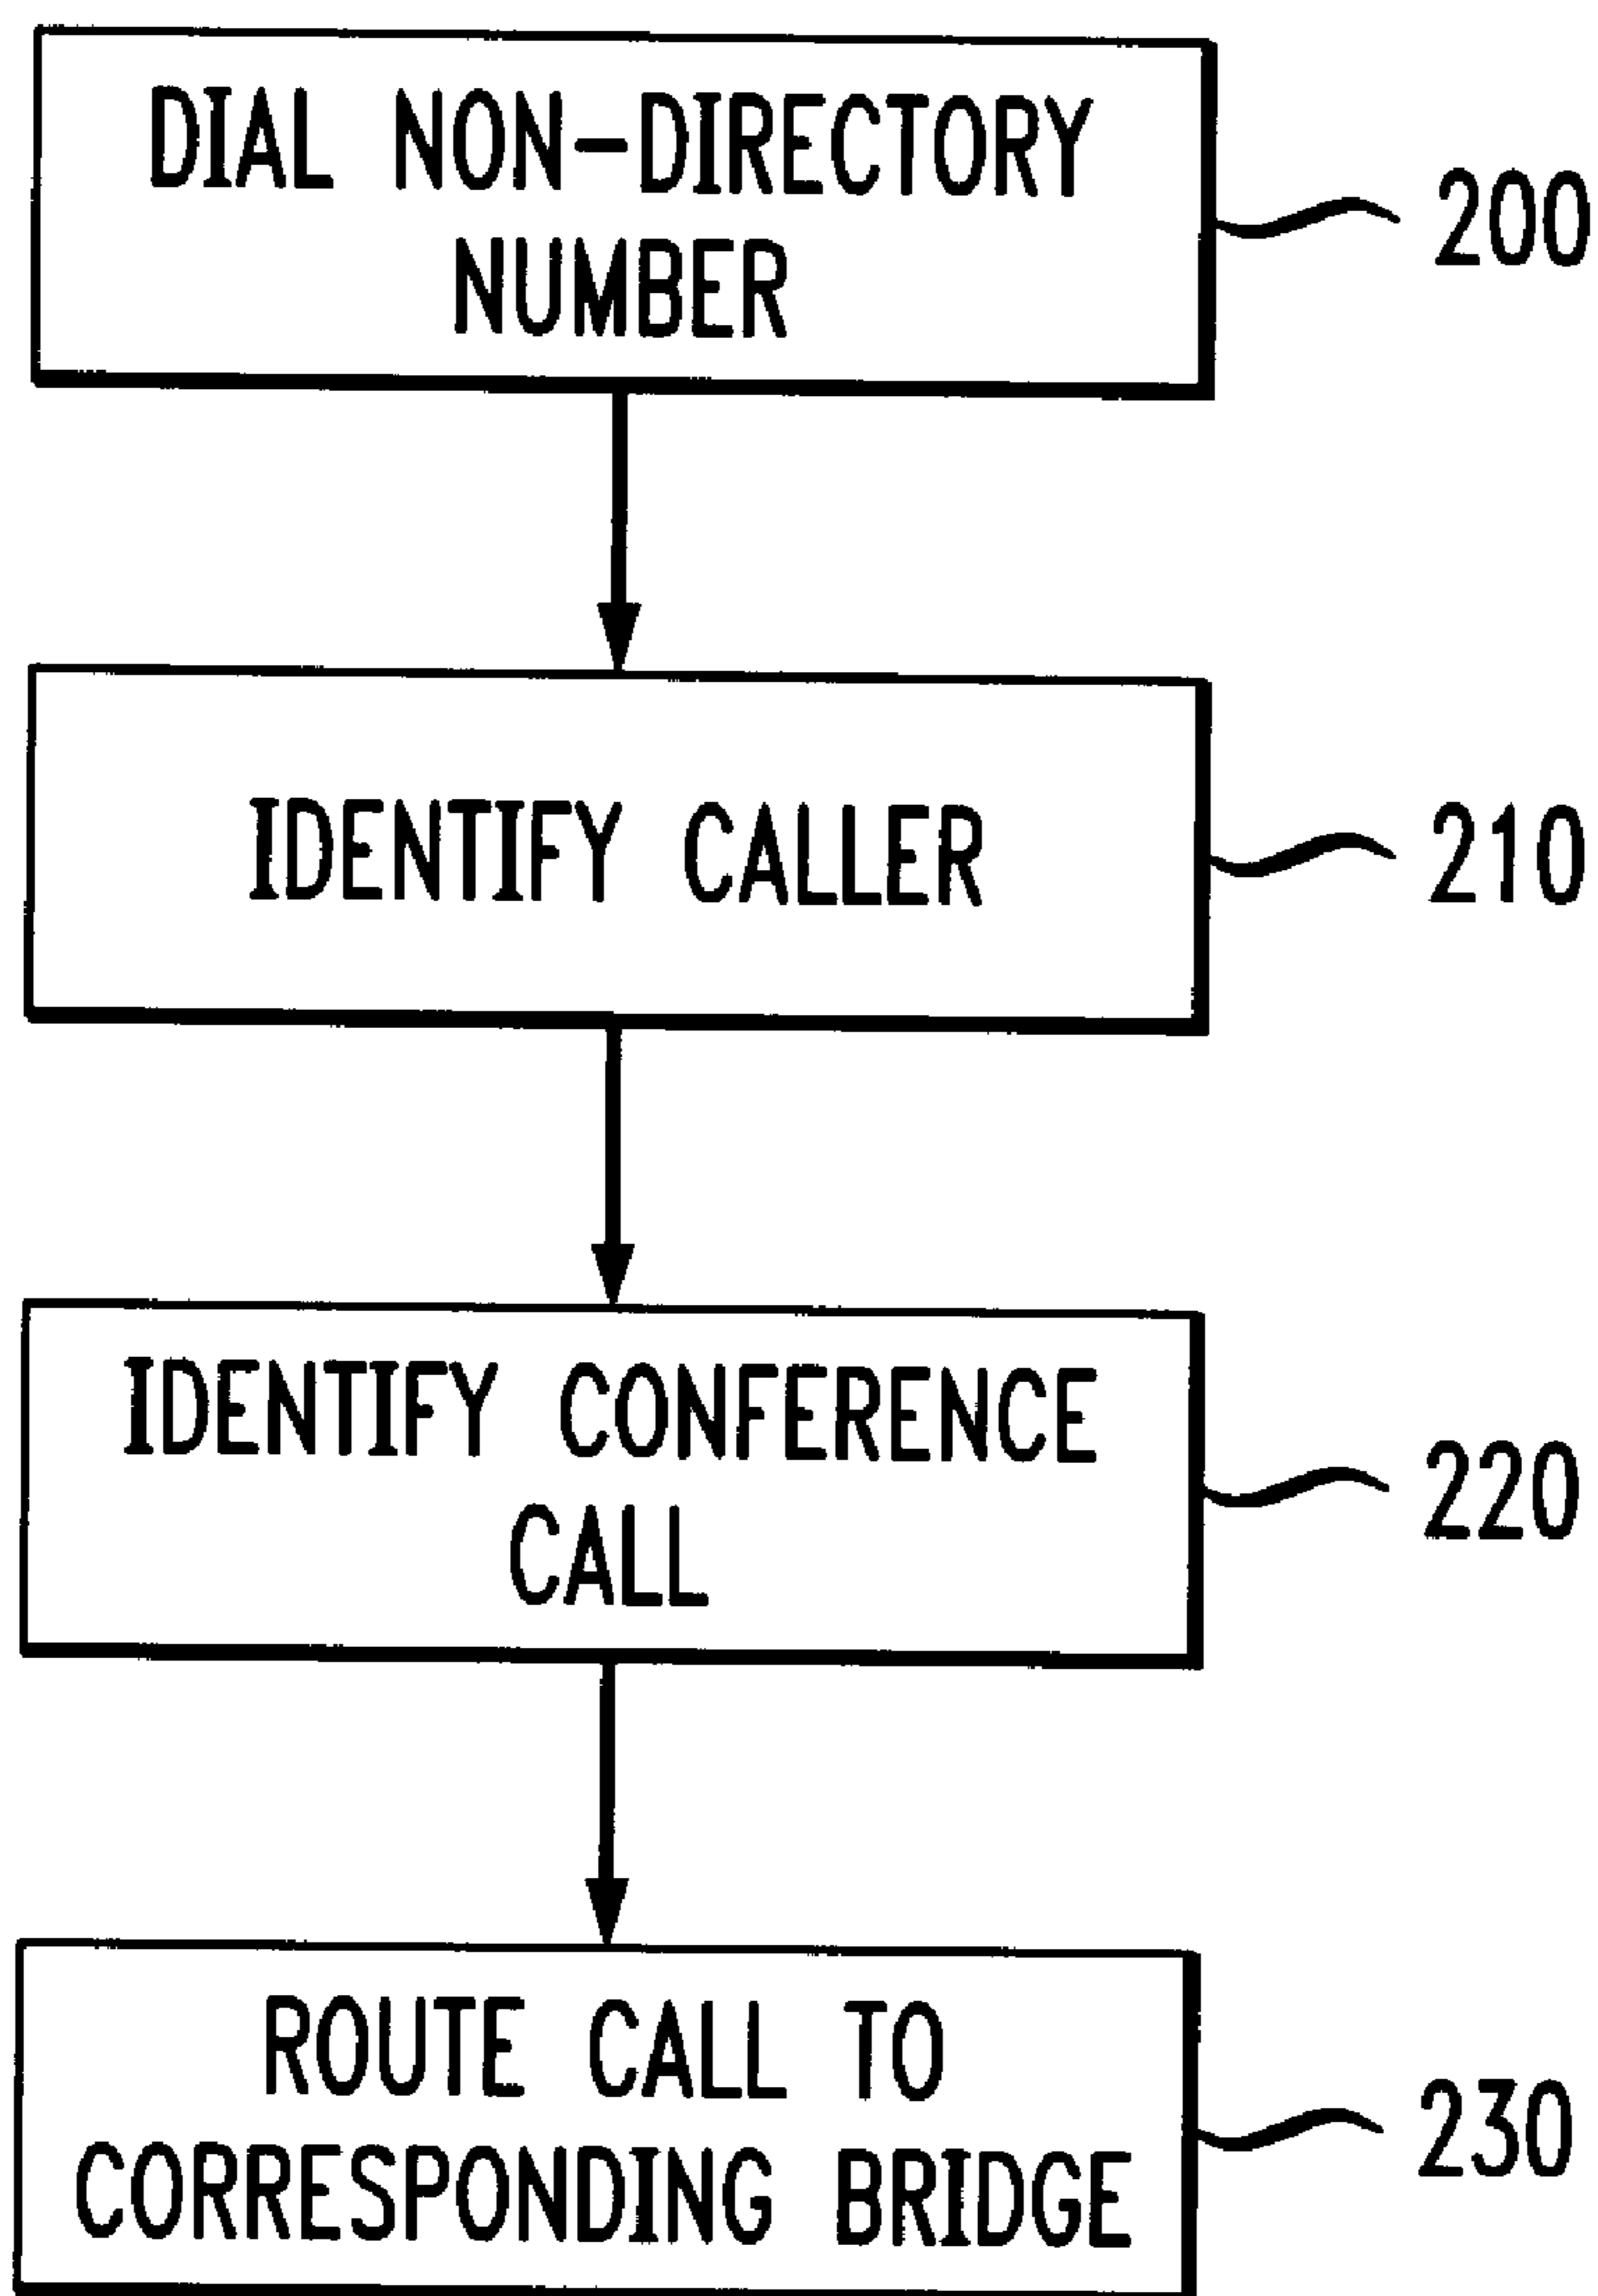 DIAL NON-DIRECTORY
NUMBER
200
IDENTIFY CALLER
210
IDENTIFY CONFERENCE
CALL
220
ROUTE CALL TO
CORRESPONDING BRIDGE
230